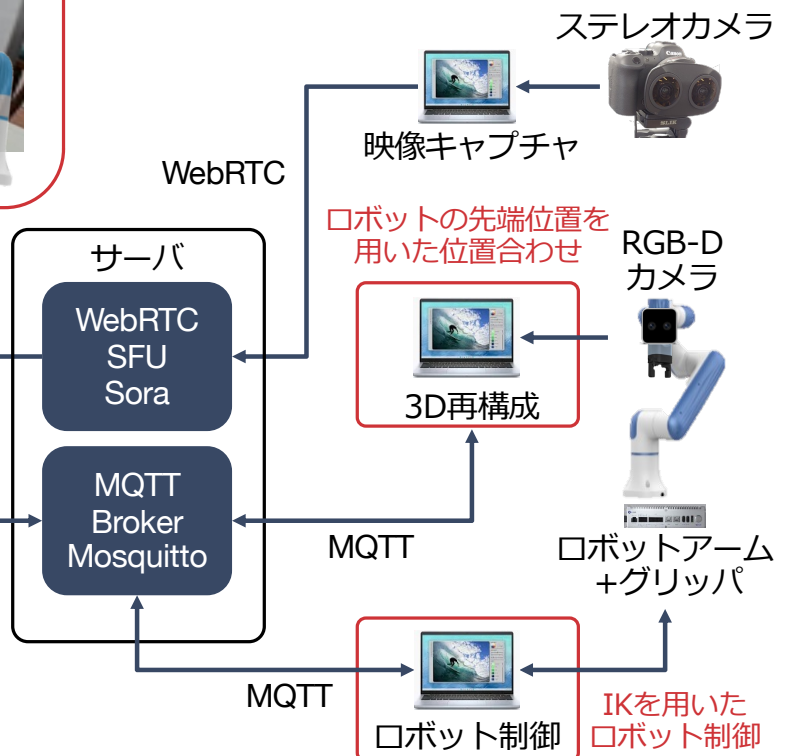 ステレオカメラ
映像キャプチャ
WebRTC
ロボットの先端位置を
用いた位置合わせ
RGB-D
カメラ
サーバ
WebRTC
SFU
Sora
3D再構成
MQTT
Broker
Mosquitto
MQTT
ロボットアーム
+グリッパ
MQTT
ロボット制御
IKを用いた
ロボット制御